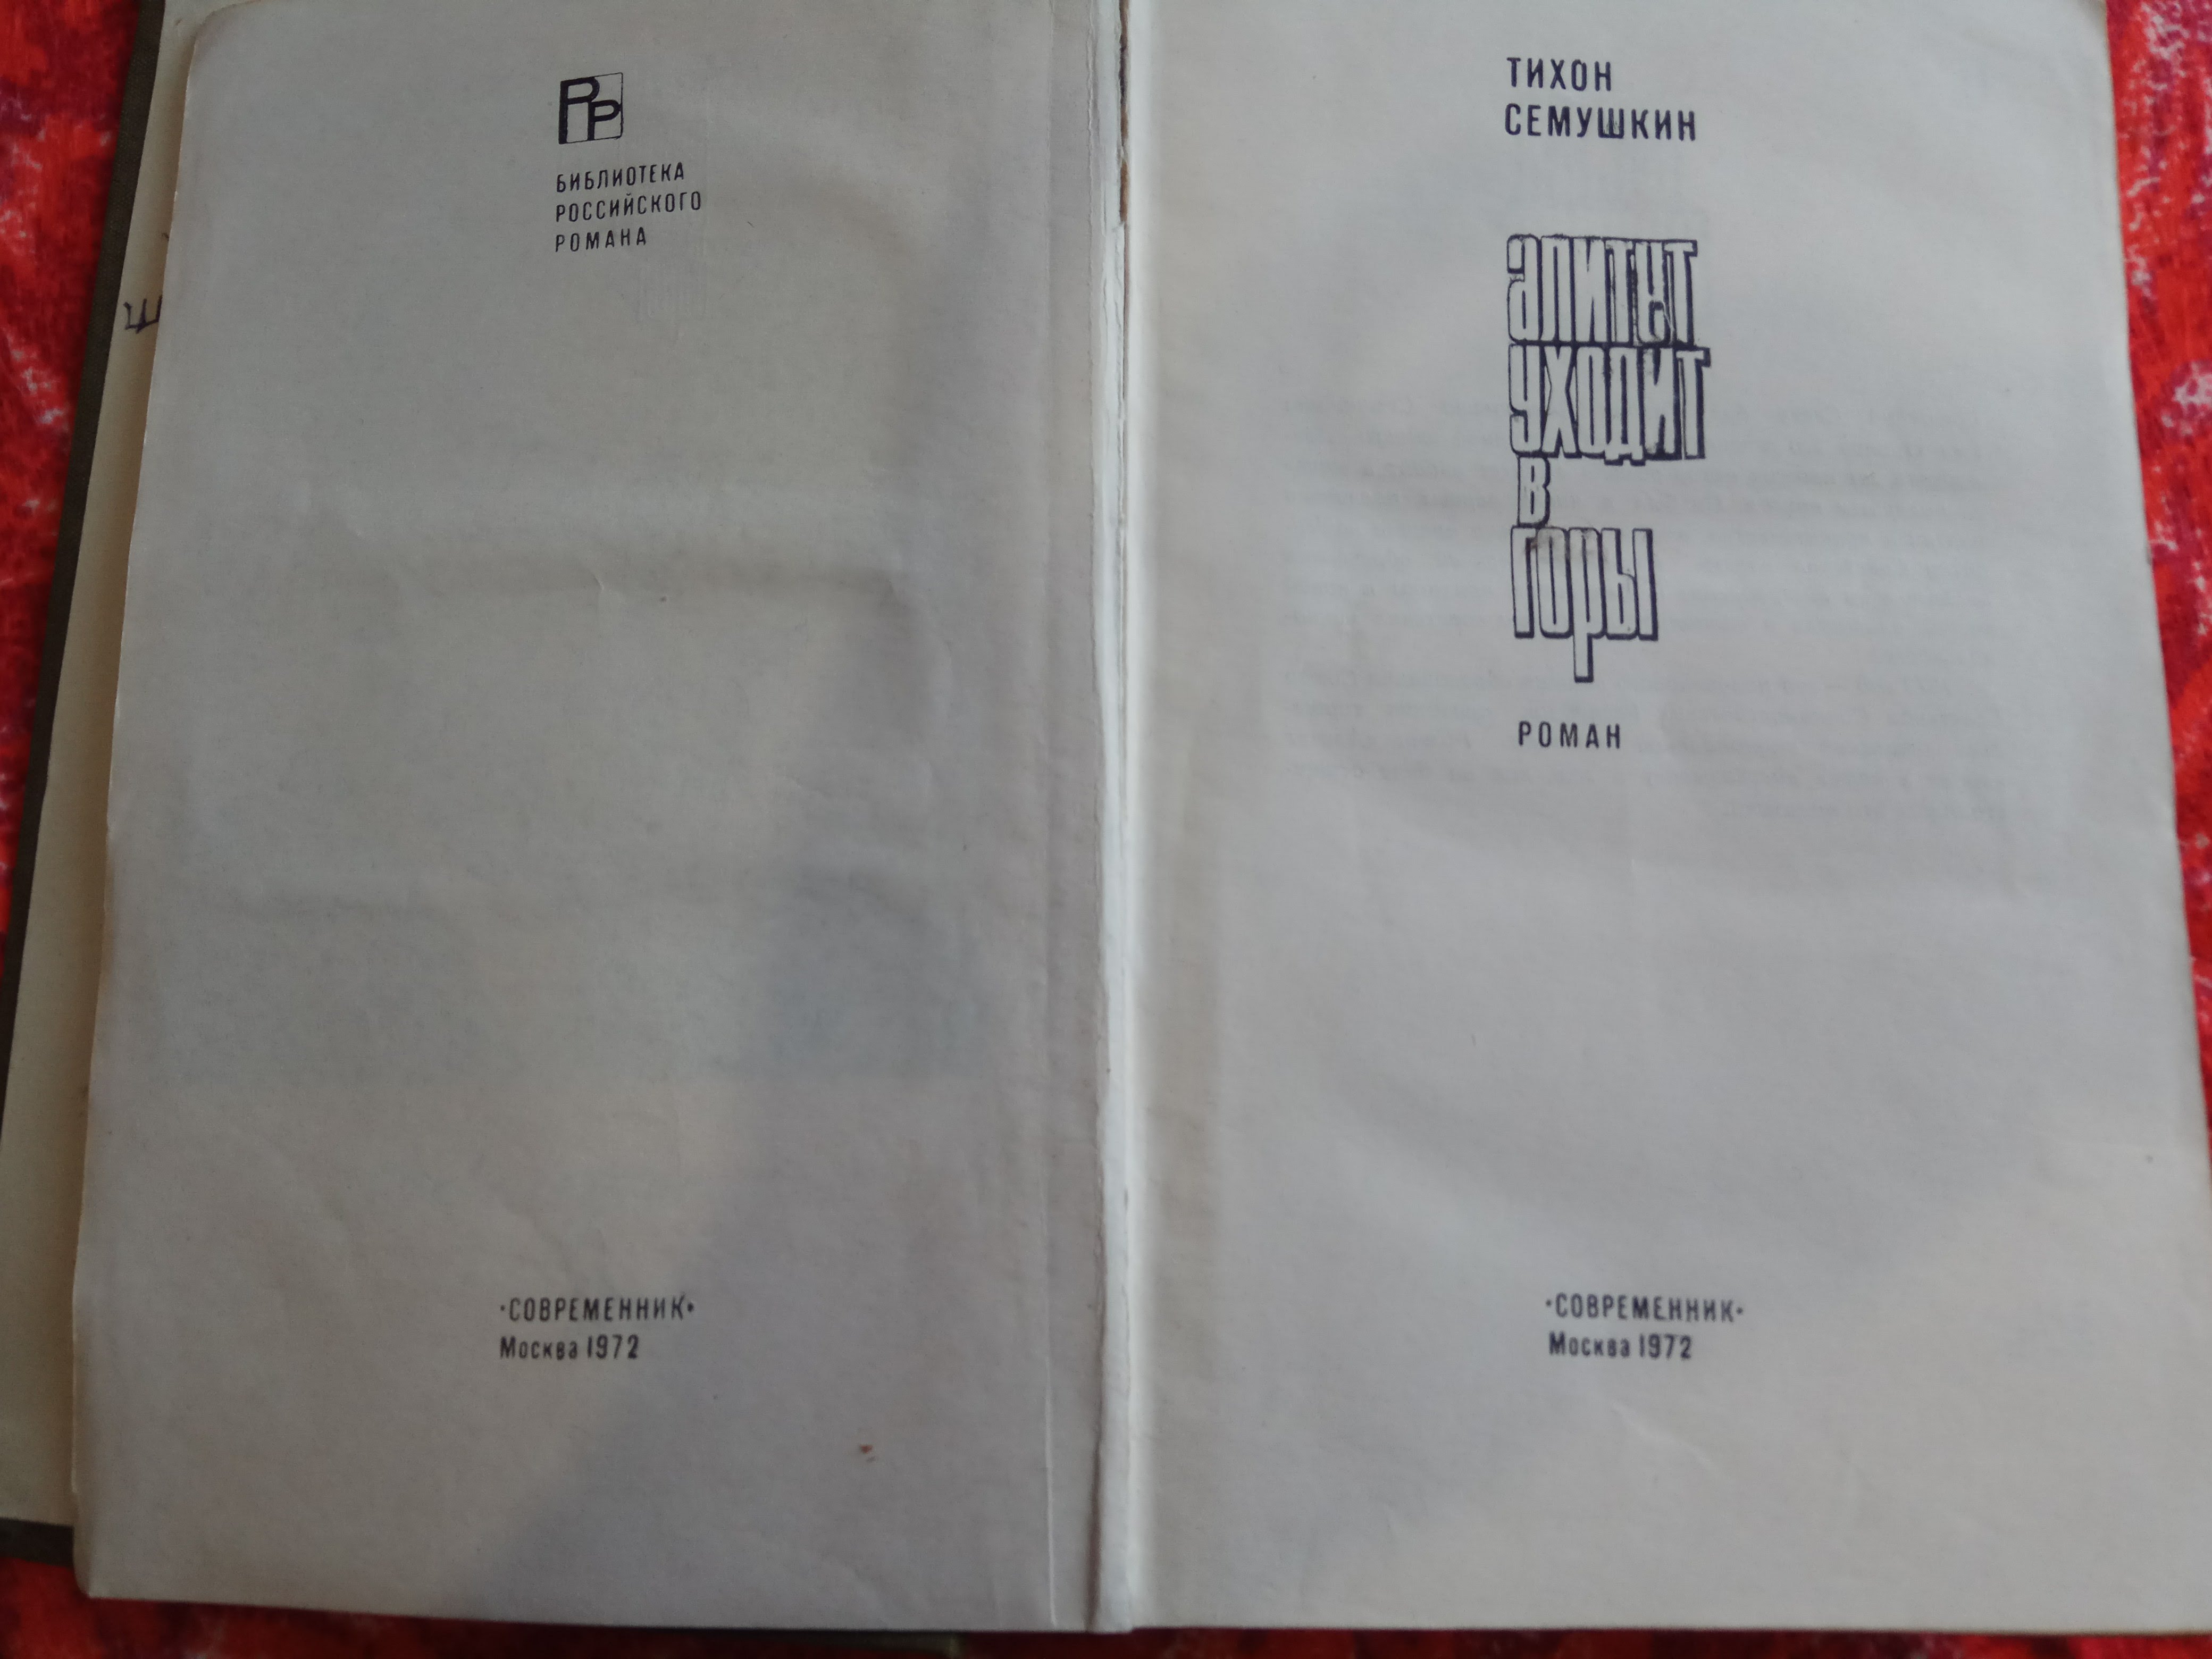 РР
БИБЛИОТЕКА
РОССИЙСКОГО
РОМАНА
«СОВРЕМЕННИК»
Москва 1972
ТИХОН
СЕМУШКИН
АЛИТЕТ
УХОДИТ
В
ГОРЫ
РОМАН
«СОВРЕМЕННИК»
Москва 1972